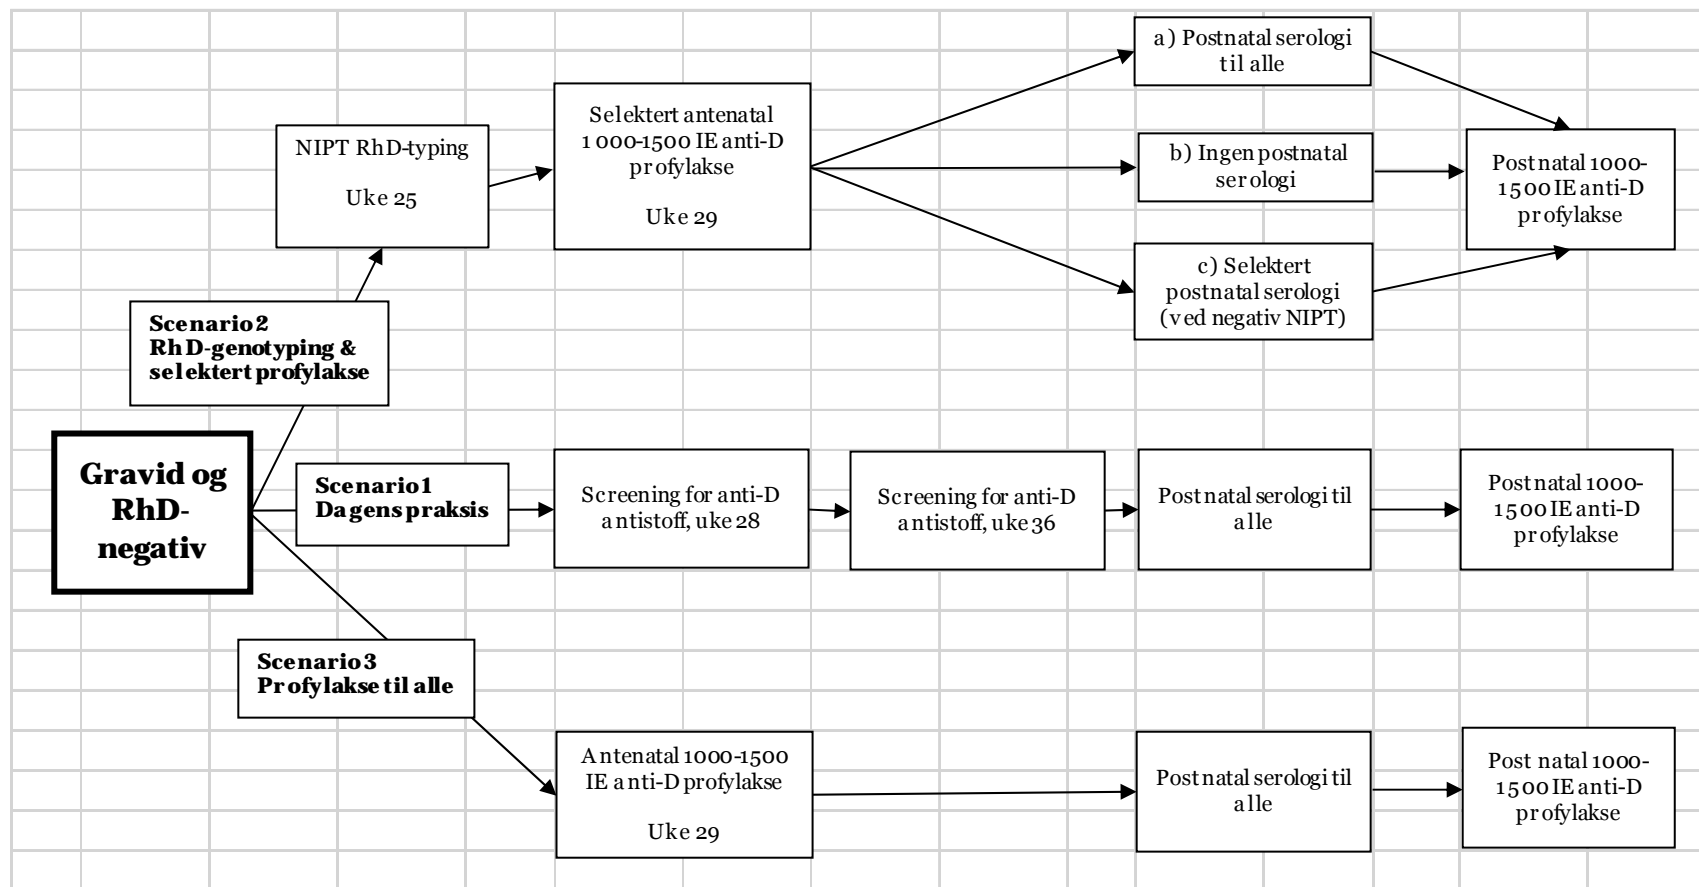 a) Postnatal serologi
til alle
NIPT RhD-typing
Uke 25
Selektert antenatal
1000-1500 IE anti-D
profylakse
Uke 29
b) Ingen postnatal
serologi
Postnatal 1000-
1500 IE anti-D
profylakse
c) Selektert
postnatal serologi
(ved negativ NIPT)
Scenario 2
RhD-genotyping &
selektert profylakse
Gravid og
RhD-
negativ
Scenario 1
Dagens praksis
Screening for anti-D
antistoff, uke 28
Screening for anti-D
antistoff, uke 36
Postnatal serologi til
alle
Postnatal 1000-
1500 IE anti-D
profylakse
Scenario 3
Profylakse til alle
Antenatal 1000-1500
IE anti-D profylakse
Uke 29
Postnatal serologi til
alle
Post natal 1000-
1500 IE anti-D
profylakse